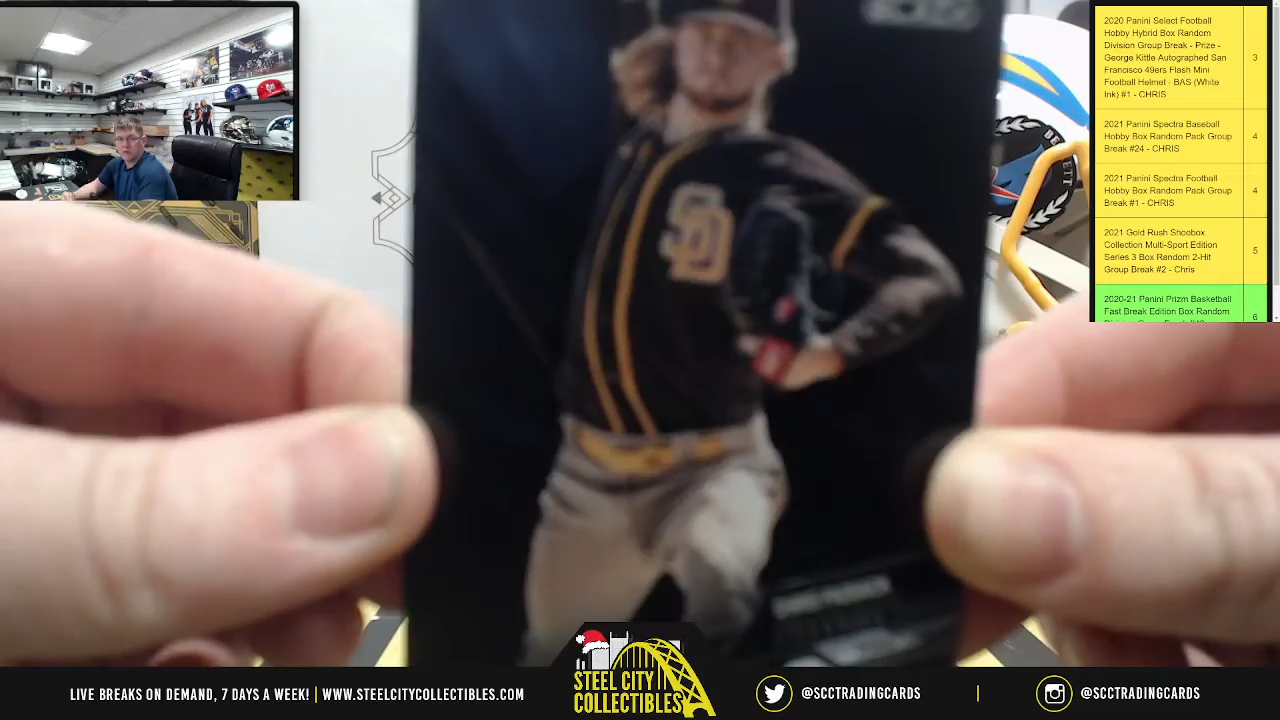 2020 Panini Select Football
Hobby Hybrid Box Random
Division Group Break - Prize -
George Kittle Autographed San
Francisco 49ers Flash Mini
Football Helmet - BAS (White
Ink) #1 - CHRIS
3
2021 Panini Spectra Baseball
Hobby Box Random Pack Group
Break #24 - CHRIS
4
2021 Panini Spectra Football
Hobby Box Random Pack Group
Break #1 - CHRIS
4
2021 Gold Rush Shoebox
Collection Multi-Sport Edition
Series 3 Box Random 2-Hit
Group Break #2 - Chris
5
2020-21 Panini Prizm Basketball
Fast Break Edition Box Random
6
SD
LIVE BREAKS ON DEMAND, 7 DAYS A WEEK! | WWW.STEELCITYCOLLECTIBLES.COM
STEEL CITY
COLLECTIBLES
@SCCTRADINGCARDS
@SCCTRADINGCARDS